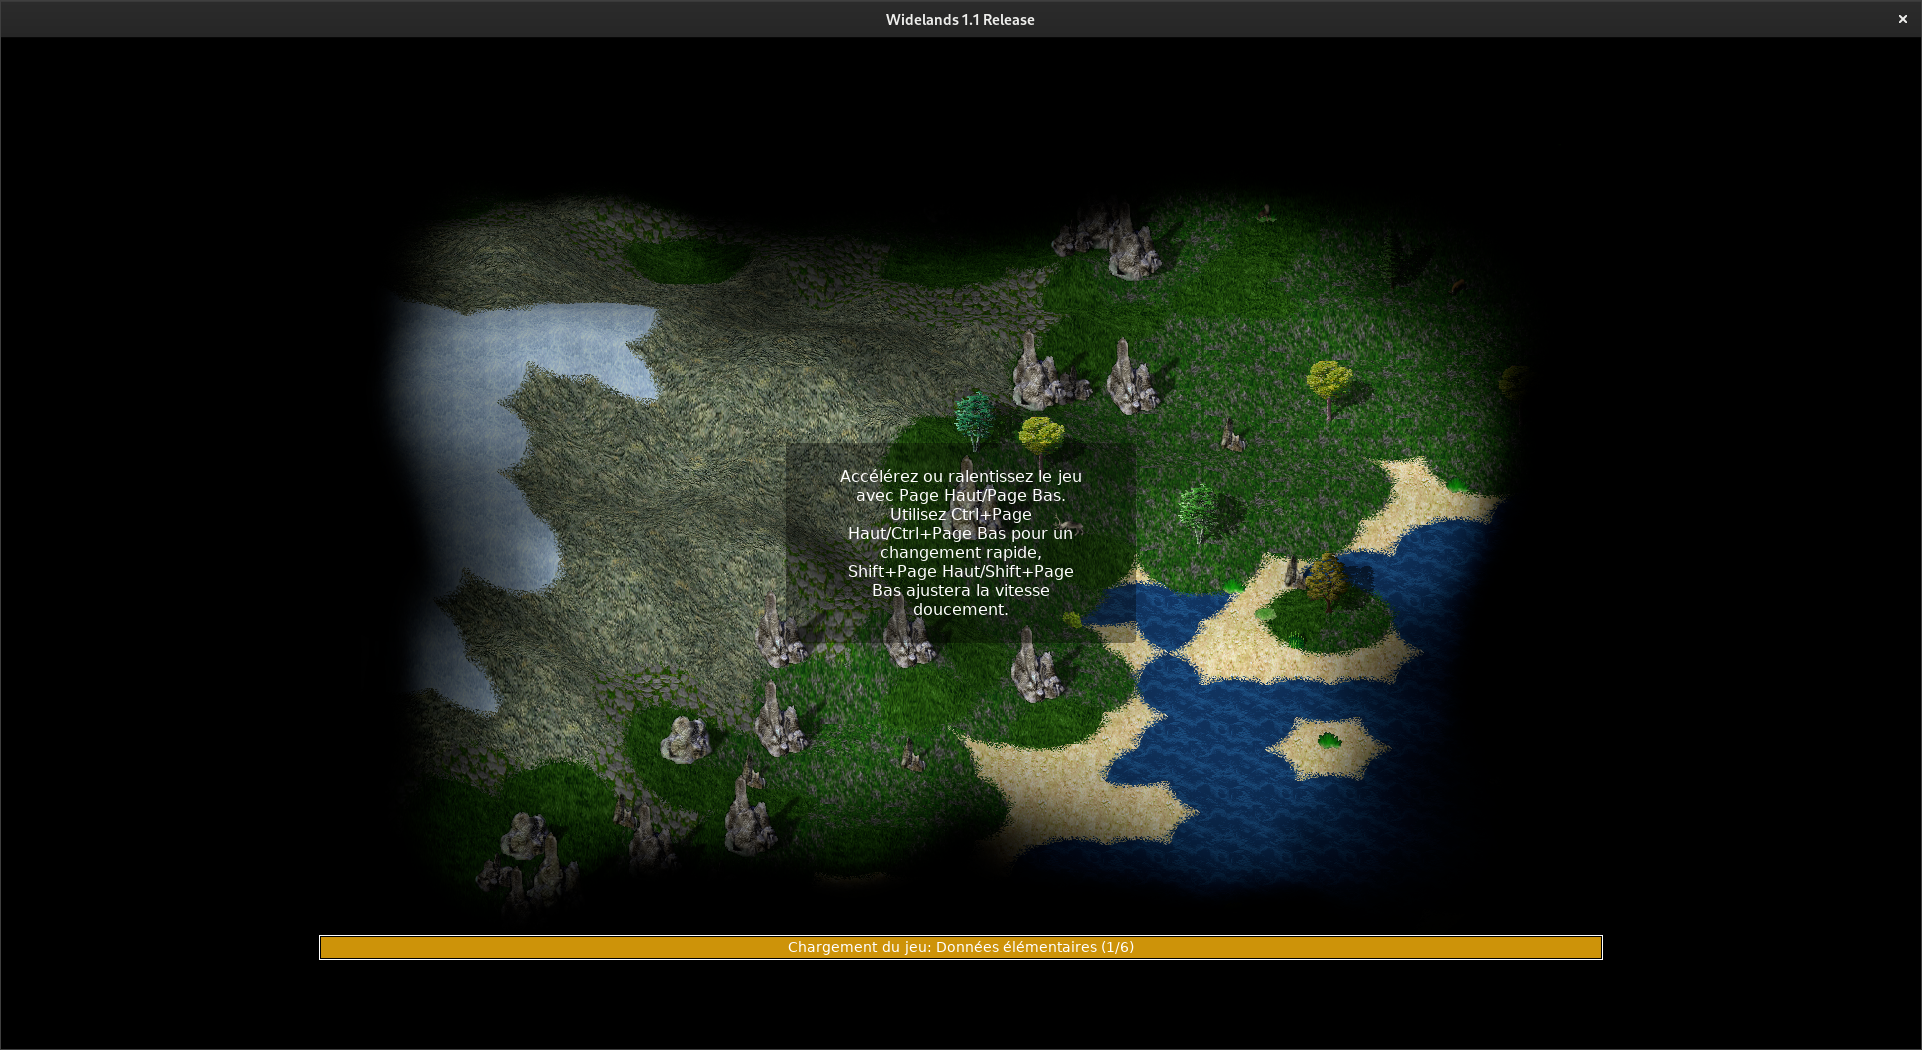 Widelands 1.1 Release
Accélérez ou ralentissez le jeu
avec Page Haut/Page Bas.
Utilisez Ctrl+Page
Haut/Ctrl+Page Bas pour un
changement rapide,
Shift+Page Haut/Shift+Page
Bas ajustera la vitesse
doucement.
Chargement du jeu: Données élémentaires (1/6)